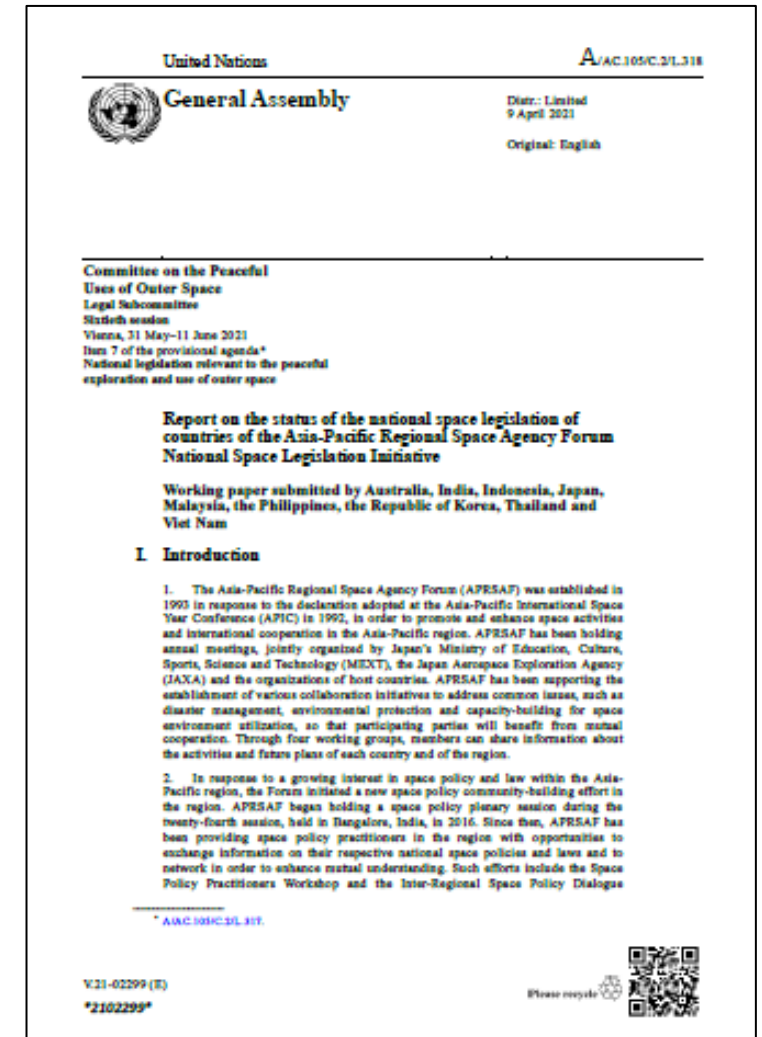 United Nations
A/AC.105/C.2/L.318
General Assembly
Distr.: Limited
9 April 2021
Original: English
Committee on the Peaceful
Uses of Outer Space
Legal Subcommittee
Sixtieth session
Vienna, 31 May–11 June 2021
Item 7 of the provisional agenda*
National legislation relevant to the peaceful
exploration and use of outer space
Report on the status of the national space legislation of
countries of the Asia-Pacific Regional Space Agency Forum
National Space Legislation Initiative
Working paper submitted by Australia, India, Indonesia, Japan,
Malaysia, the Philippines, the Republic of Korea, Thailand and
Viet Nam
I. Introduction
1. The Asia-Pacific Regional Space Agency Forum (APRSAF) was established in
1993 in response to the declaration adopted at the Asia-Pacific International Space
Year Conference (APIC) in 1992, in order to promote and enhance space activities
and international cooperation in the Asia-Pacific region. APRSAF has been holding
annual meetings, jointly organized by Japan's Ministry of Education, Culture,
Sports, Science and Technology (MEXT), the Japan Aerospace Exploration Agency
(JAXA) and the organizations of host countries. APRSAF has been supporting the
establishment of various collaboration initiatives to address common issues, such as
disaster management, environmental protection and capacity-building for space
environment utilization, so that participating parties will benefit from mutual
cooperation. Through four working groups, members can share information about
the activities and future plans of each country and of the region.
2. In response to a growing interest in space policy and law within the Asia-
Pacific region, the Forum initiated a new space policy community-building effort in
the region. APRSAF began holding a space policy plenary session during the
twenty-fourth session, held in Bangalore, India, in 2016. Since then, APRSAF has
been providing space policy practitioners in the region with opportunities to
exchange information on their respective national space policies and laws and to
network in order to enhance mutual understanding. Such efforts include the Space
Policy Practitioners Workshop and the Inter-Regional Space Policy Dialogue
* A/AC.105/C.2/L.317.
V.21-02299 (E)
*2102299*
Please recycle